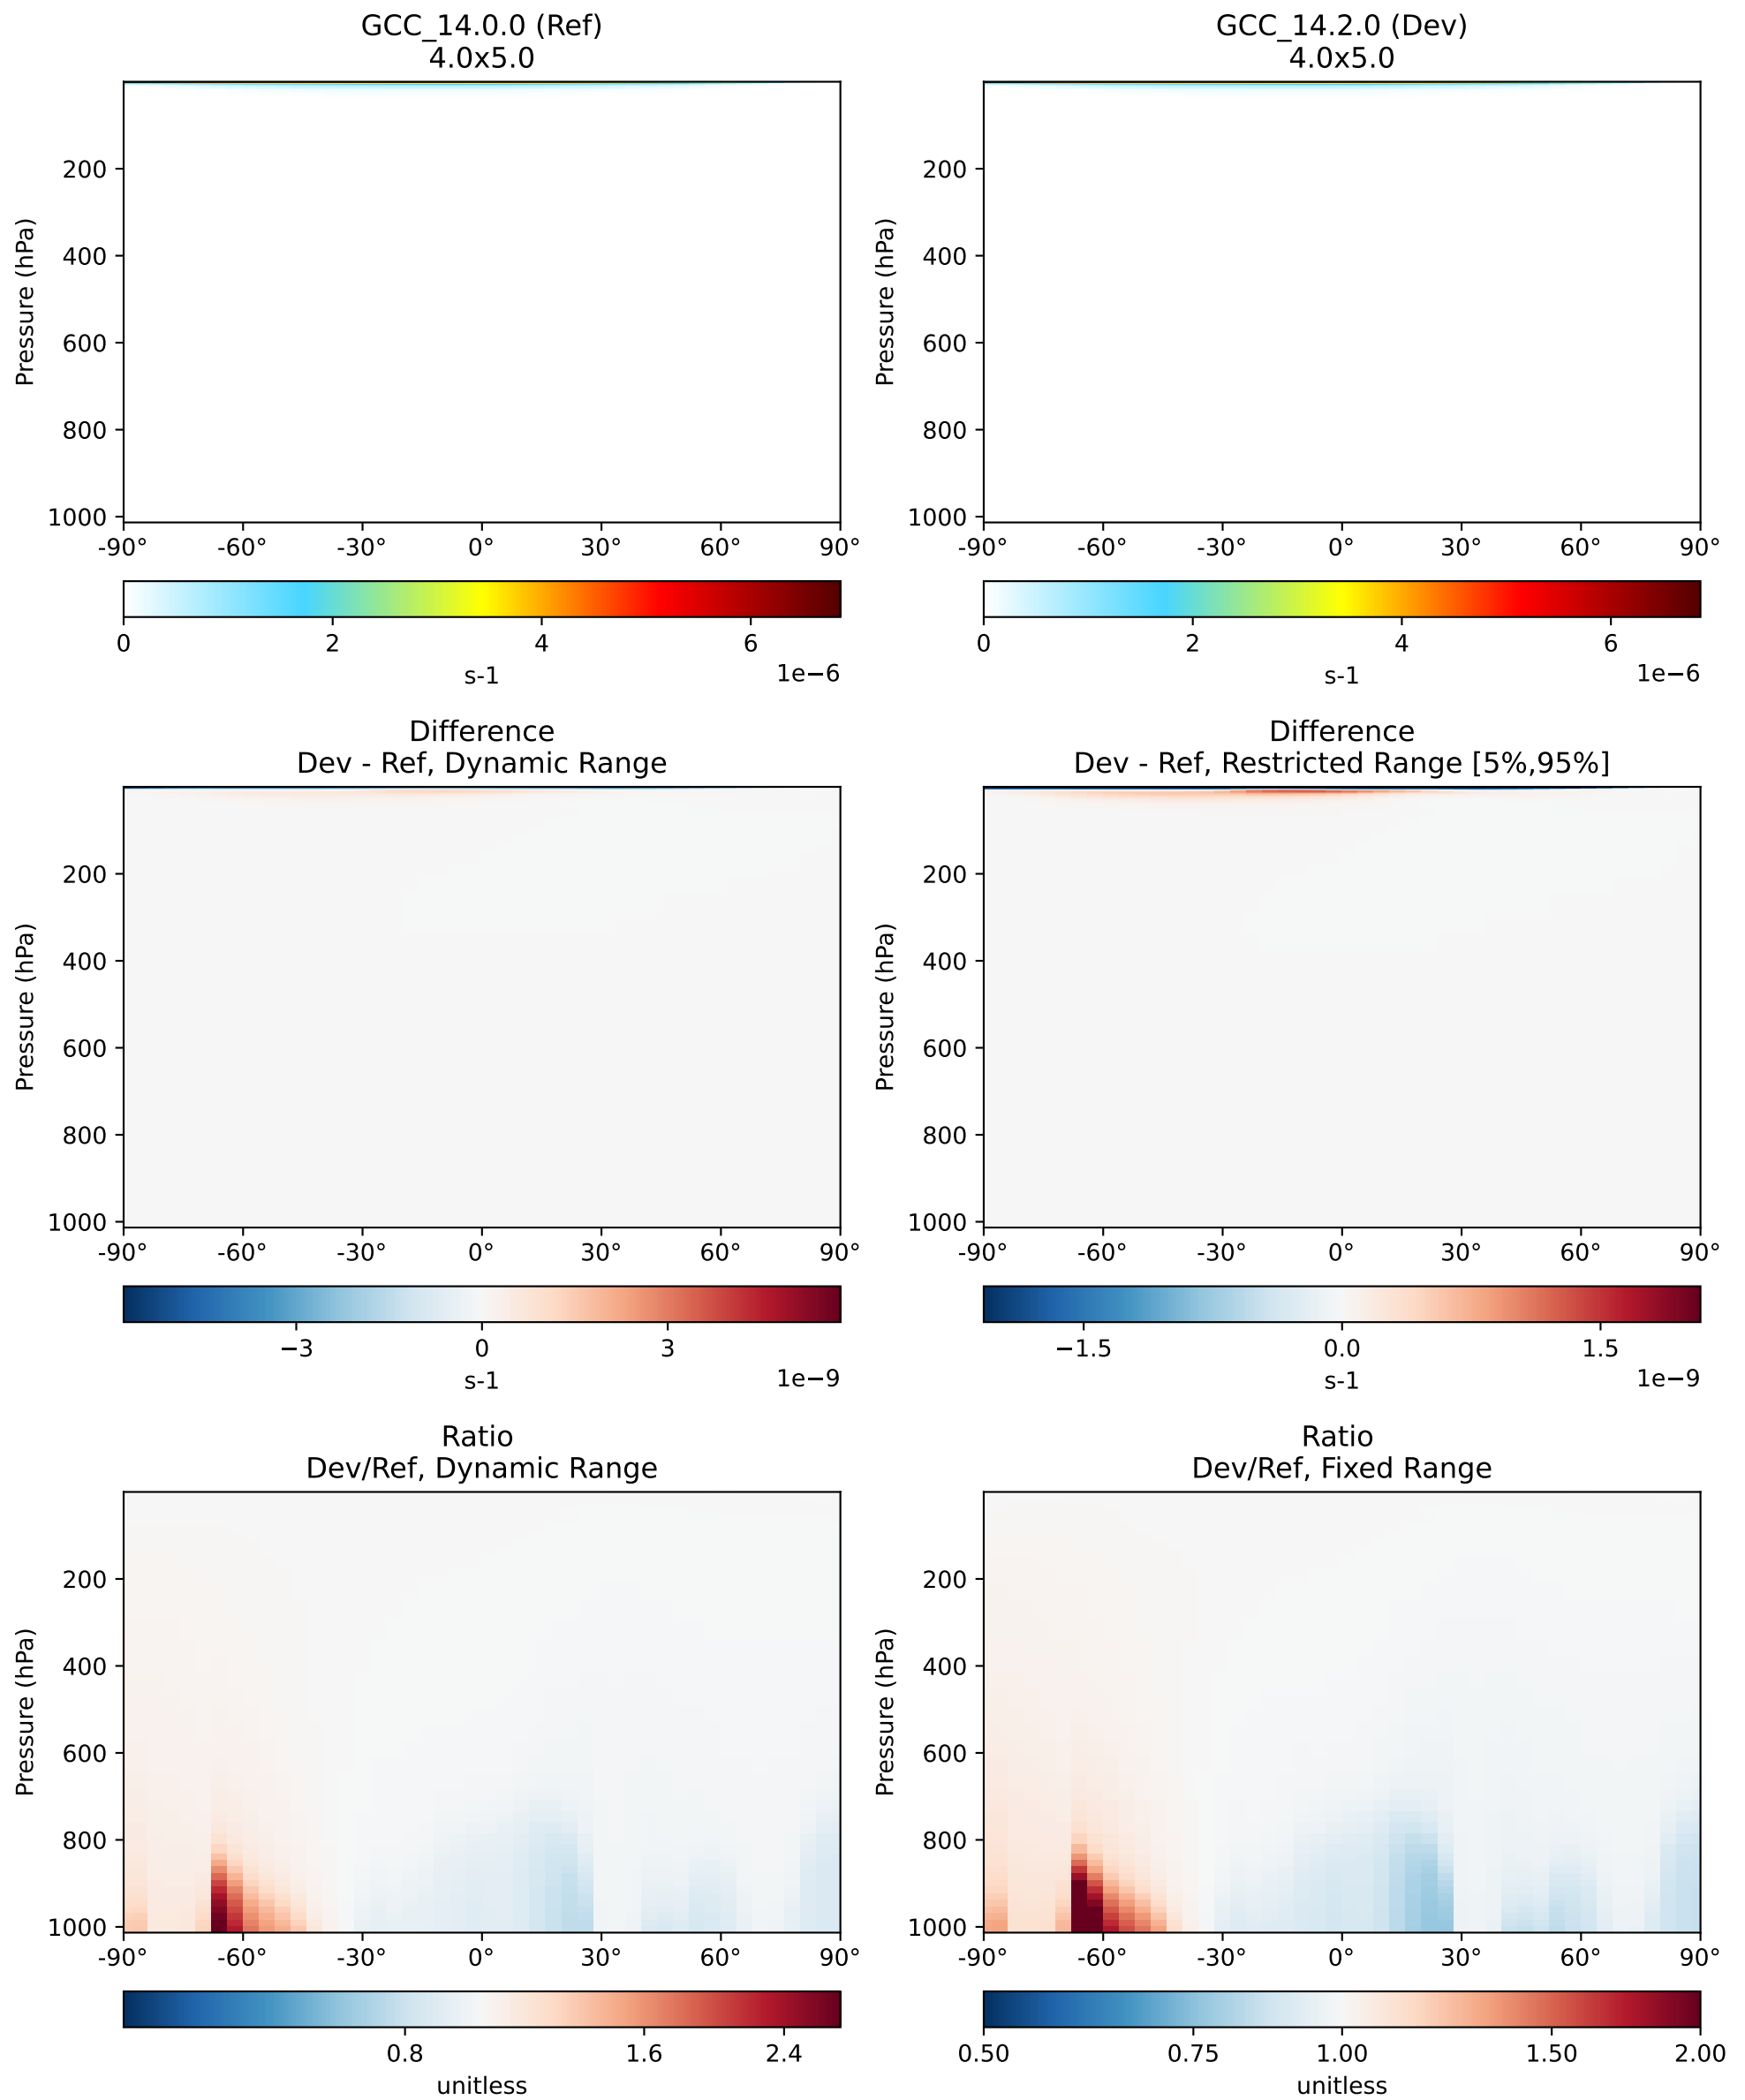 GCC_14.0.0 (Ref)
4.0x5.0
GCC_14.2.0 (Dev)
4.0x5.0
Pressure (hPa)
200
400
600
800
1000
-90° -60° -30° 0° 30° 60° 90°
0 2 4 6
s-1
1e−6
Pressure (hPa)
200
400
600
800
1000
-90° -60° -30° 0° 30° 60° 90°
0 2 4 6
s-1
1e−6
Difference
Dev - Ref, Dynamic Range
Difference
Dev - Ref, Restricted Range [5%,95%]
Pressure (hPa)
200
400
600
800
1000
-90° -60° -30° 0° 30° 60° 90°
−3 0 3
s-1
1e−9
Pressure (hPa)
200
400
600
800
1000
-90° -60° -30° 0° 30° 60° 90°
−1.5 0.0 1.5
s-1
1e−9
Ratio
Dev/Ref, Dynamic Range
Ratio
Dev/Ref, Fixed Range
Pressure (hPa)
200
400
600
800
1000
-90° -60° -30° 0° 30° 60° 90°
0.8 1.6 2.4
unitless
Pressure (hPa)
200
400
600
800
1000
-90° -60° -30° 0° 30° 60° 90°
0.50 0.75 1.00 1.50 2.00
unitless